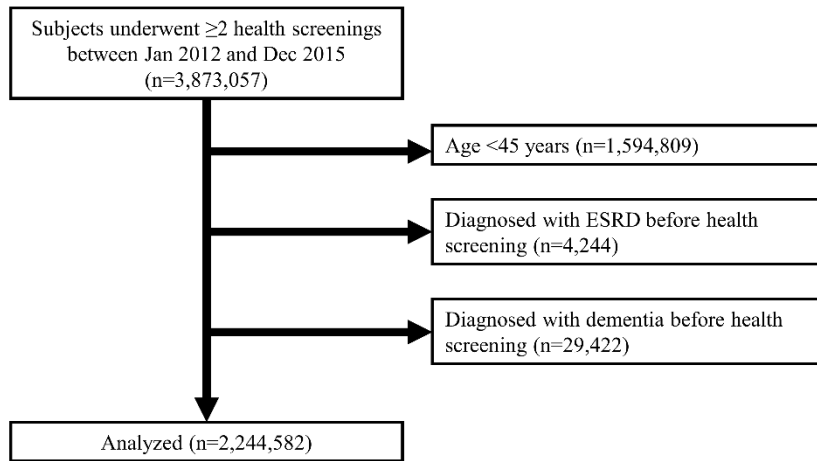 Subjects underwent ≥2 health screenings
between Jan 2012 and Dec 2015
(n=3,873,057)
Age <45 years (n=1,594,809)
Diagnosed with ESRD before health
screening (n=4,244)
Diagnosed with dementia before health
screening (n=29,422)
Analyzed (n=2,244,582)